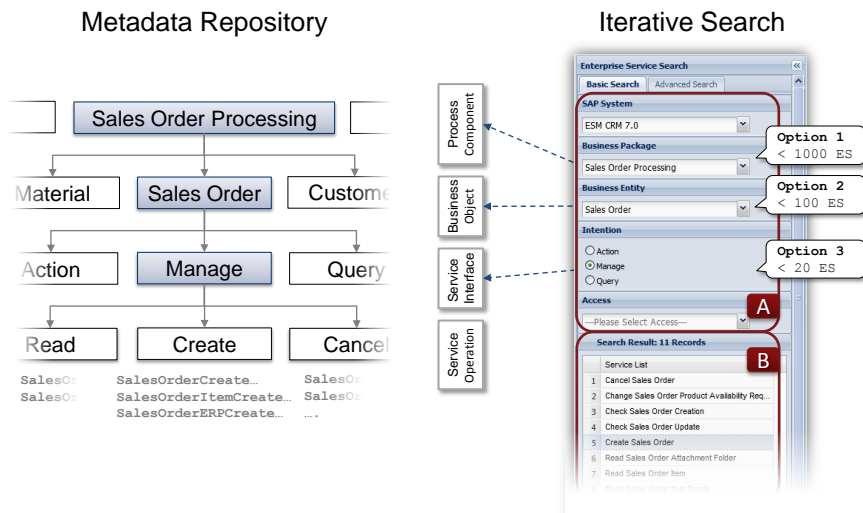 Metadata Repository
Iterative Search
Sales Order Processing
Material
Sales Order
Custome
Action
Manage
Query
Read
Create
Cancel
SalesOr
SalesOrderCreate…
SalesOr
SalesOr
SalesOrderItemCreate…
SalesOr
SalesOrderERPCreate…
….
Process
Component
Business
Object
Service
Interface
Service
Operation
Enterprise Service Search
Basic Search
Advanced Search
SAP System
ESM CRM 7.0
Business Package
Sales Order Processing
Business Entity
Sales Order
Intention
Action
Manage
Query
Access
---Please Select Access---
A
Option 1
< 1000 ES
Option 2
< 100 ES
Option 3
< 20 ES
Search Result: 11 Records
B
Service List
1 Cancel Sales Order
2 Change Sales Order Product Availability Req...
3 Check Sales Order Creation
4 Check Sales Order Update
5 Create Sales Order
6 Read Sales Order Attachment Folder
7 Read Sales Order Item